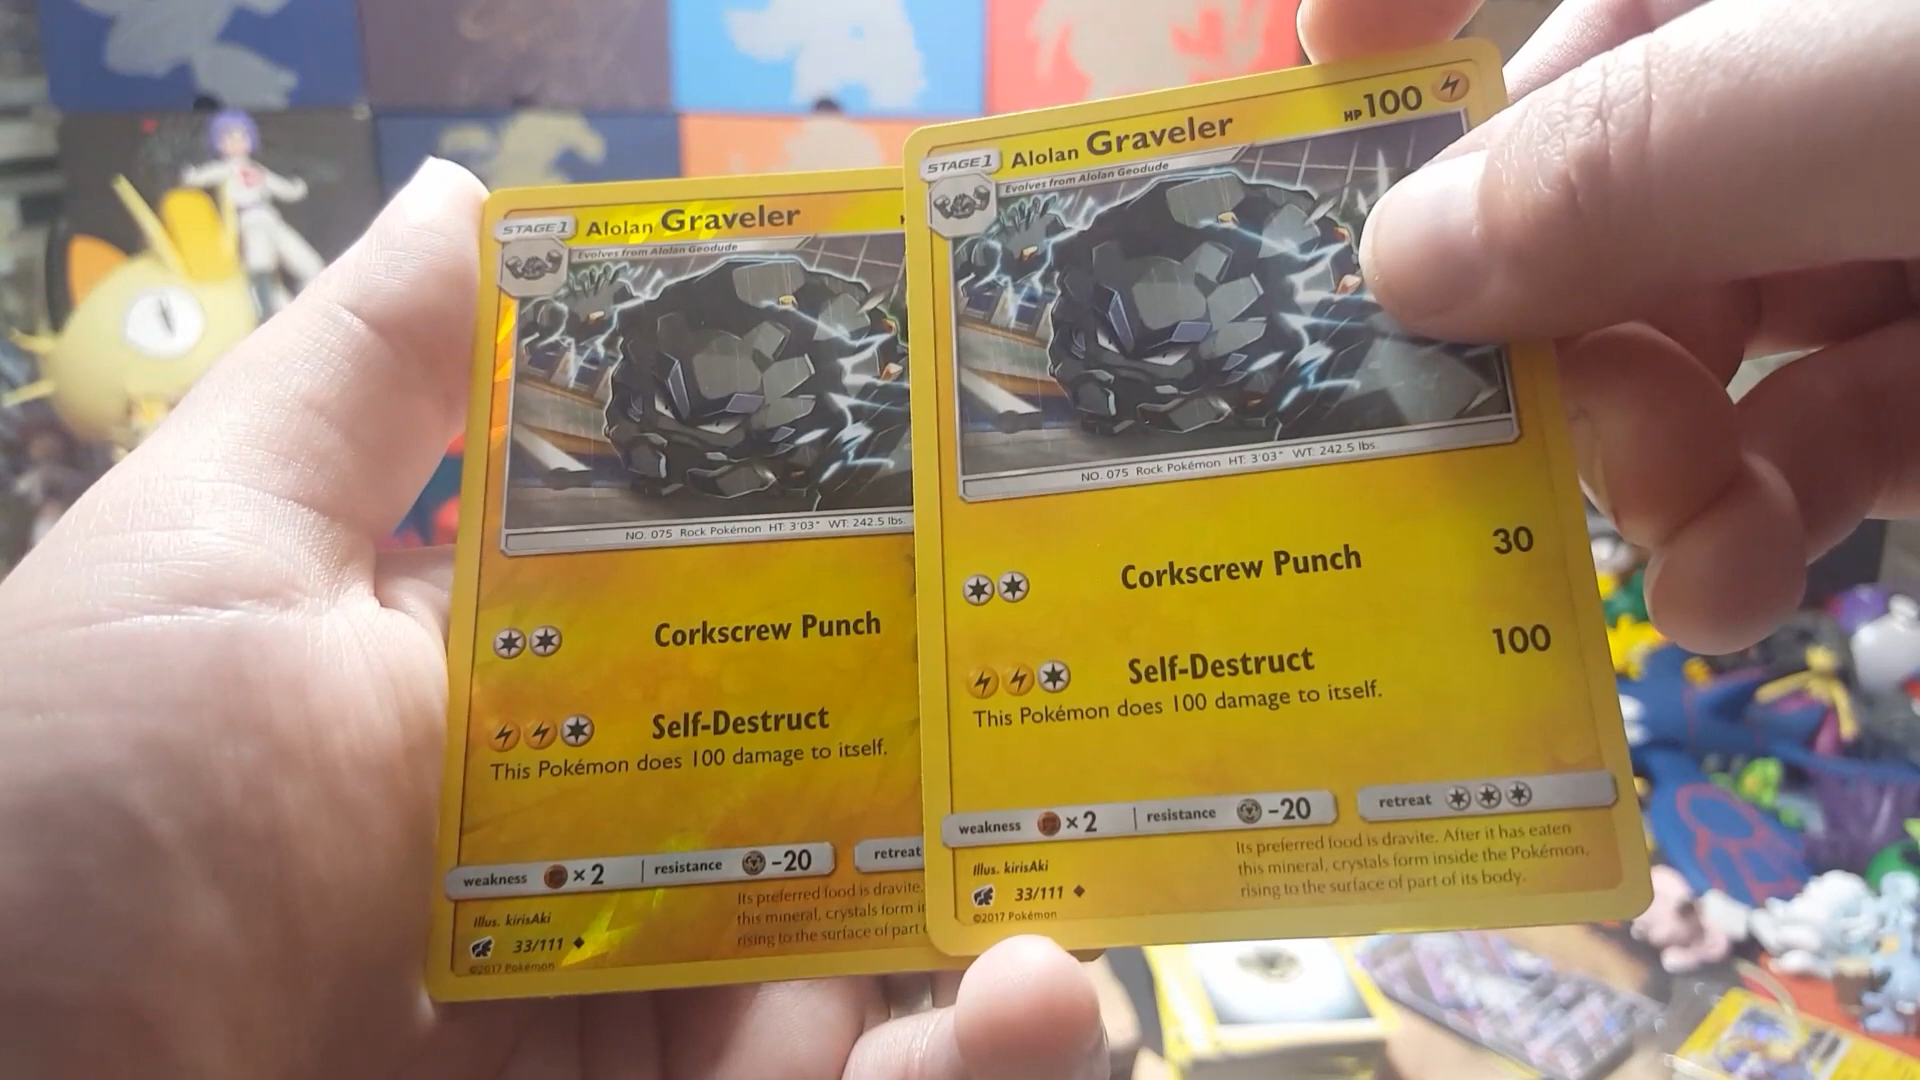 STAGE1 Alolan Graveler
Evolves from Alolan Geodude
NO. 075 Rock Pokémon HT: 3'03" WT: 242.5 lbs.
Corkscrew Punch
Self-Destruct
This Pokémon does 100 damage to itself.
weakness ×2 resistance -20 retreat
Illus. kirisAki
Its preferred food is dravite.
this mineral, crystals form
rising to the surface of part
33/111
©2017 Pokémon
STAGE1 Alolan Graveler HP100
Evolves from Alolan Geodude
NO. 075 Rock Pokémon HT: 3'03" WT: 242.5 lbs.
Corkscrew Punch 30
Self-Destruct 100
This Pokémon does 100 damage to itself.
weakness ×2 resistance -20 retreat
Illus. kirisAki
Its preferred food is dravite. After it has eaten
this mineral, crystals form inside the Pokémon,
rising to the surface of part of its body.
33/111
©2017 Pokémon